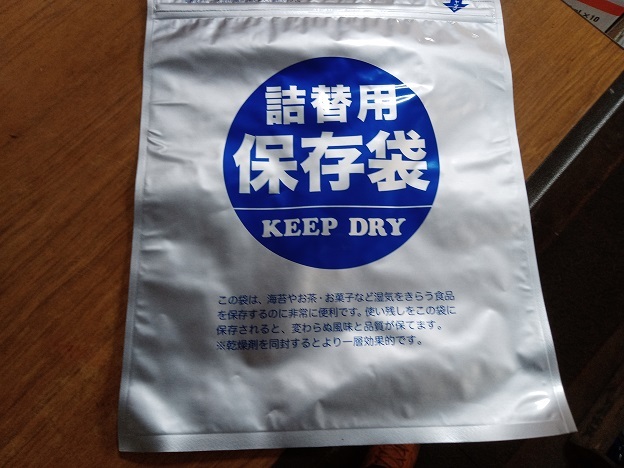 詰替用
保存袋
KEEP DRY
この袋は、海苔やお茶・お菓子など湿気をきらう食品
を保存するのに非常に便利です。使い残しをこの袋に
保存されると、変わらぬ風味と品質が保てます。
※乾燥剤を同封するとより一層効果的です。